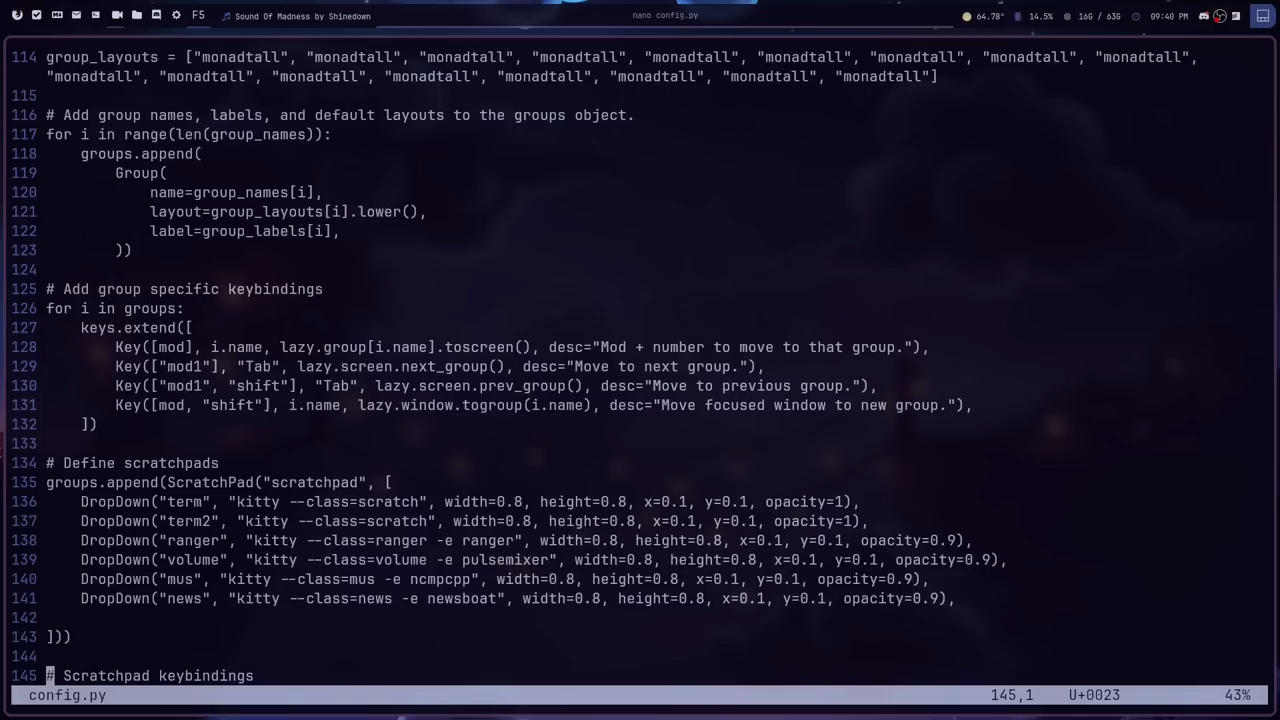 F5 Sound Of Madness by Shinedown nano config.py 64.78° 14.5% 16G / 63G 09:40 PM
114 group_layouts = ["monadtall", "monadtall", "monadtall", "monadtall", "monadtall", "monadtall", "monadtall", "monadtall", "monadtall",
"monadtall", "monadtall", "monadtall", "monadtall", "monadtall", "monadtall", "monadtall", "monadtall"]
115
116 # Add group names, labels, and default layouts to the groups object.
117 for i in range(len(group_names)):
118     groups.append(
119         Group(
120             name=group_names[i],
121             layout=group_layouts[i].lower(),
122             label=group_labels[i],
123         ))
124
125 # Add group specific keybindings
126 for i in groups:
127     keys.extend([
128         Key([mod], i.name, lazy.group[i.name].toscreen(), desc="Mod + number to move to that group."),
129         Key(["mod1"], "Tab", lazy.screen.next_group(), desc="Move to next group."),
130         Key(["mod1", "shift"], "Tab", lazy.screen.prev_group(), desc="Move to previous group."),
131         Key([mod, "shift"], i.name, lazy.window.togroup(i.name), desc="Move focused window to new group."),
132     ])
133
134 # Define scratchpads
135 groups.append(ScratchPad("scratchpad", [
136     DropDown("term", "kitty --class=scratch", width=0.8, height=0.8, x=0.1, y=0.1, opacity=1),
137     DropDown("term2", "kitty --class=scratch", width=0.8, height=0.8, x=0.1, y=0.1, opacity=1),
138     DropDown("ranger", "kitty --class=ranger -e ranger", width=0.8, height=0.8, x=0.1, y=0.1, opacity=0.9),
139     DropDown("volume", "kitty --class=volume -e pulsemixer", width=0.8, height=0.8, x=0.1, y=0.1, opacity=0.9),
140     DropDown("mus", "kitty --class=mus -e ncmpcpp", width=0.8, height=0.8, x=0.1, y=0.1, opacity=0.9),
141     DropDown("news", "kitty --class=news -e newsboat", width=0.8, height=0.8, x=0.1, y=0.1, opacity=0.9),
142
143 ]))
144
145 # Scratchpad keybindings
config.py 145,1 U+0023 43%